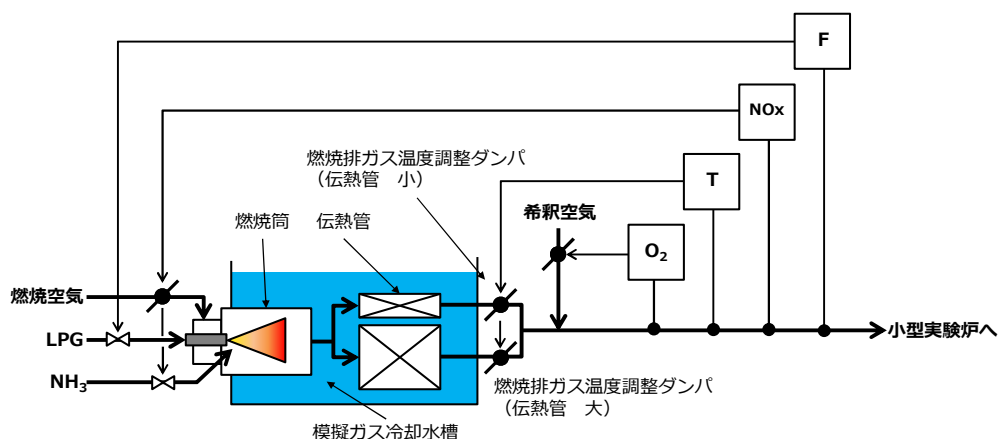 F
NOx
燃焼排ガス温度調整ダンパ
（伝熱管　小）
T
希釈空気
燃焼筒
伝熱管
O₂
燃焼空気
LPG
小型実験炉へ
NH₃
燃焼排ガス温度調整ダンパ
（伝熱管　大）
模擬ガス冷却水槽